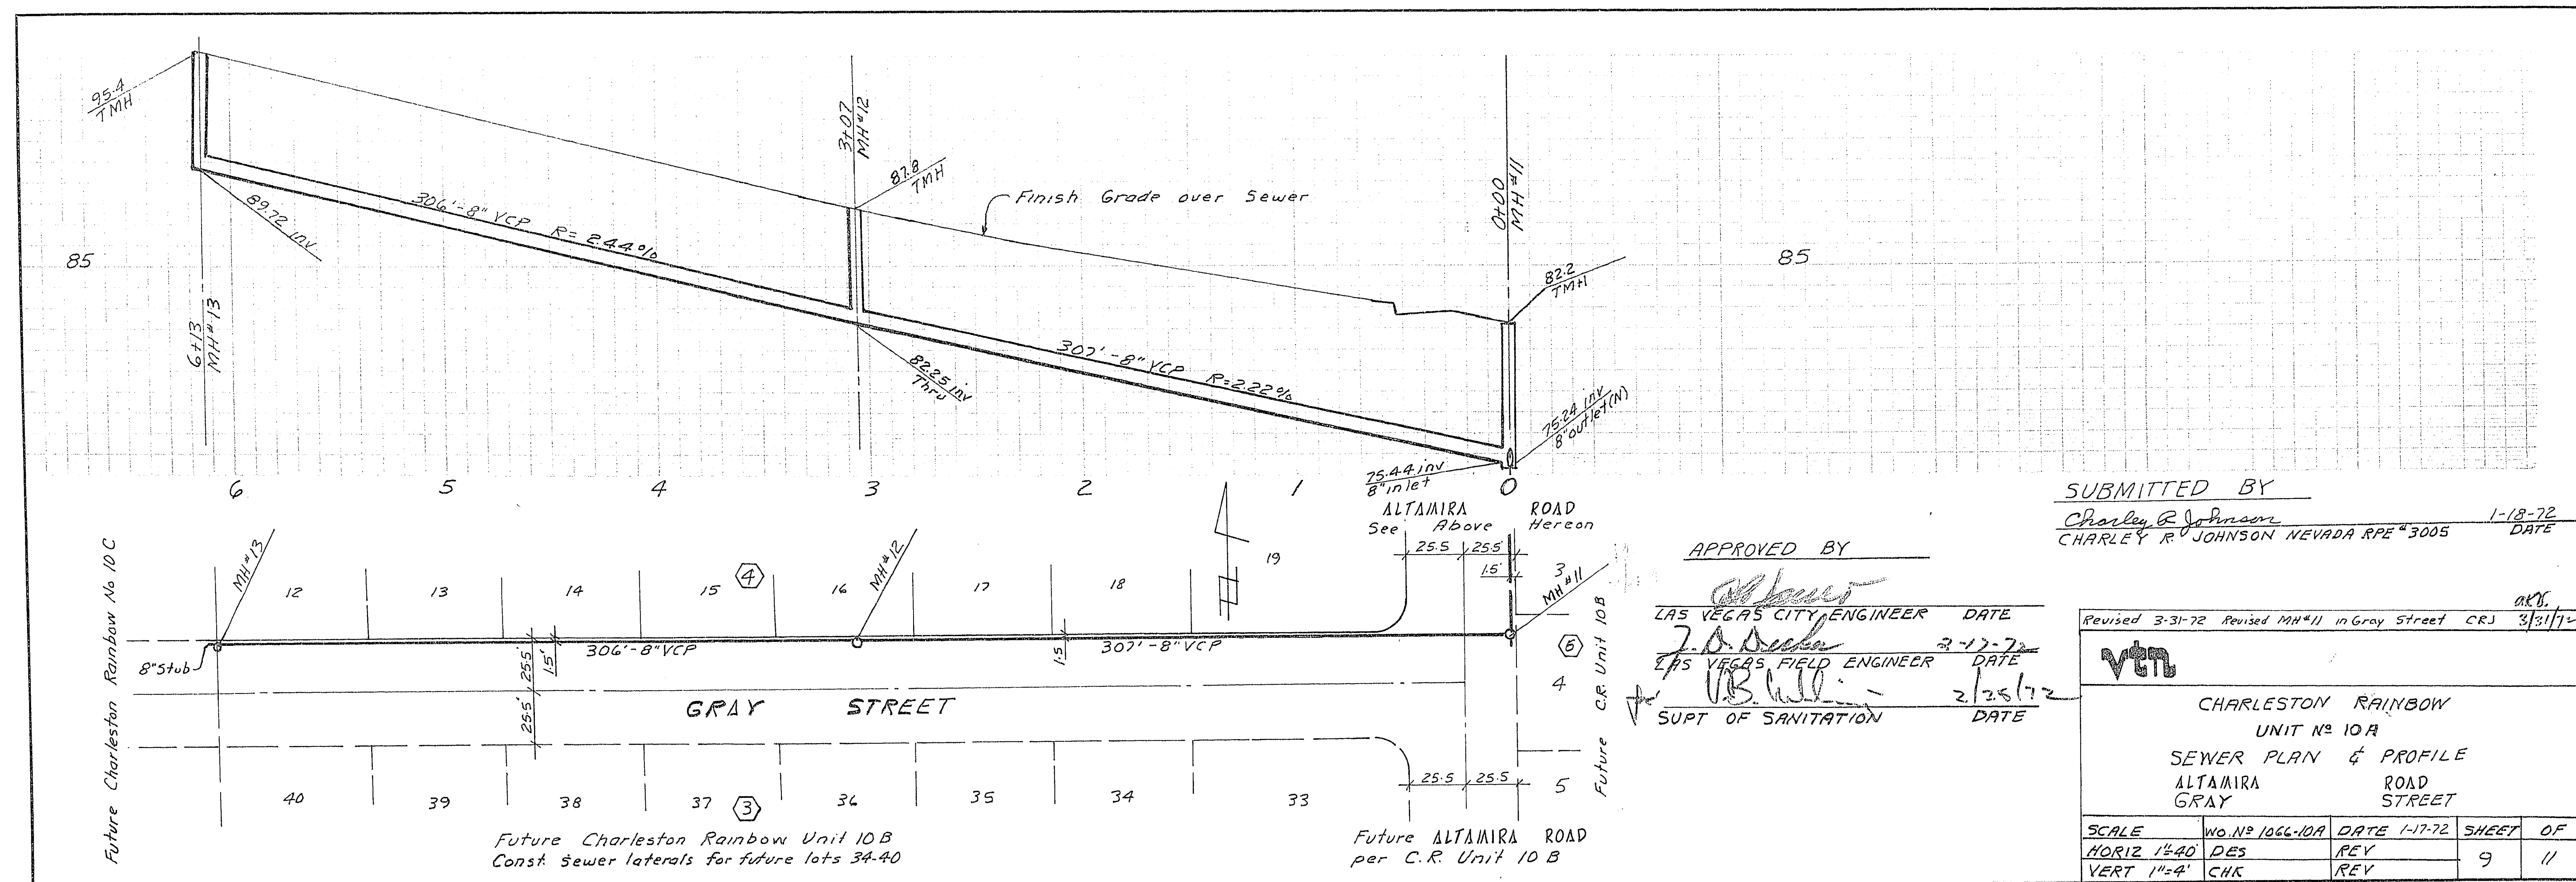 95.4
TMH
3+07
MH#12
87.8
TMH
Finish Grade over Sewer
0+00
MH#11
306'-8" VCP R=2.44%
89.72 inv
85
85
82.2
TMH
6+13
MH#13
307'-8" VCP R=2.22%
82.25 inv
Thru
75.24 inv
8" outlet (N)
75.44 inv
8" inlet
6 5 4 3 2 1 0
ALTAMIRA ROAD
See Above Hereon
25.5 25.5
1.5'
Future Charleston Rainbow No 10C
MH#13
MH#12
MH#11
12 13 14 15 4 16 17 18 19 3
8" Stub
306'-8" VCP
307'-8" VCP
25.5'
1.5'
1.5
25.5'
GRAY STREET
5
4
Future C.R. Unit 10B
40 39 38 37 3 36 35 34 33
25.5 25.5
5
Future Charleston Rainbow Unit 10B
Const. sewer laterals for future lots 34-40
Future ALTAMIRA ROAD
per C.R. Unit 10B
SUBMITTED BY
Charley R Johnson 1-18-72
CHARLEY R. JOHNSON NEVADA RPE #3005 DATE
APPROVED BY
LAS VEGAS CITY ENGINEER DATE
LAS VEGAS FIELD ENGINEER DATE
for
SUPT OF SANITATION DATE
Revised 3-31-72 Revised MH#11 in Gray Street CRJ 3/31/72
vtn
CHARLESTON RAINBOW
UNIT Nº 10A
SEWER PLAN & PROFILE
ALTAMIRA ROAD
GRAY STREET
SCALE WO. Nº 1066-10A DATE 1-17-72 SHEET OF
HORIZ 1"=40' DES REV 9 11
VERT 1"=4' CHK REV